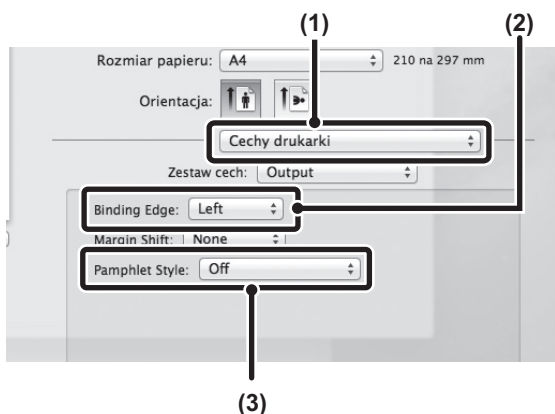 (1) (2)
Rozmiar papieru: A4 210 na 297 mm
Orientacja:
Cechy drukarki
Zestaw cech: Output
Binding Edge: Left
Margin Shift: None
Pamphlet Style: Off
(3)